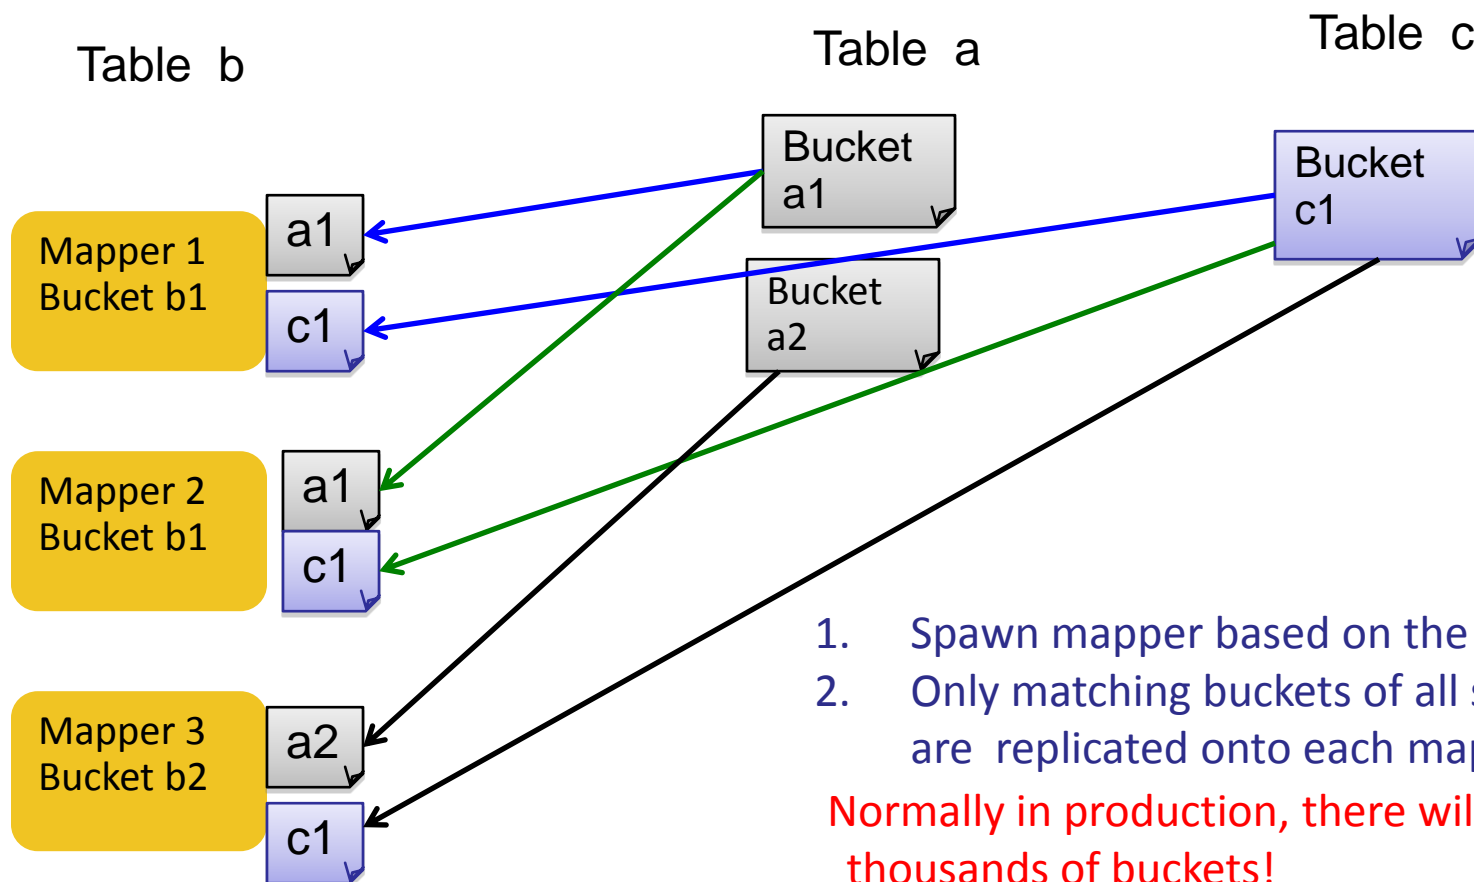 Table b
Table a
Table c
Bucket
a1
Bucket
c1
a1
Mapper 1
Bucket b1
c1
Bucket
a2
a1
Mapper 2
Bucket b1
c1
1. Spawn mapper based on the
2. Only matching buckets of all
are replicated onto each
Normally in production, there
thousands of buckets!
a2
Mapper 3
Bucket b2
c1